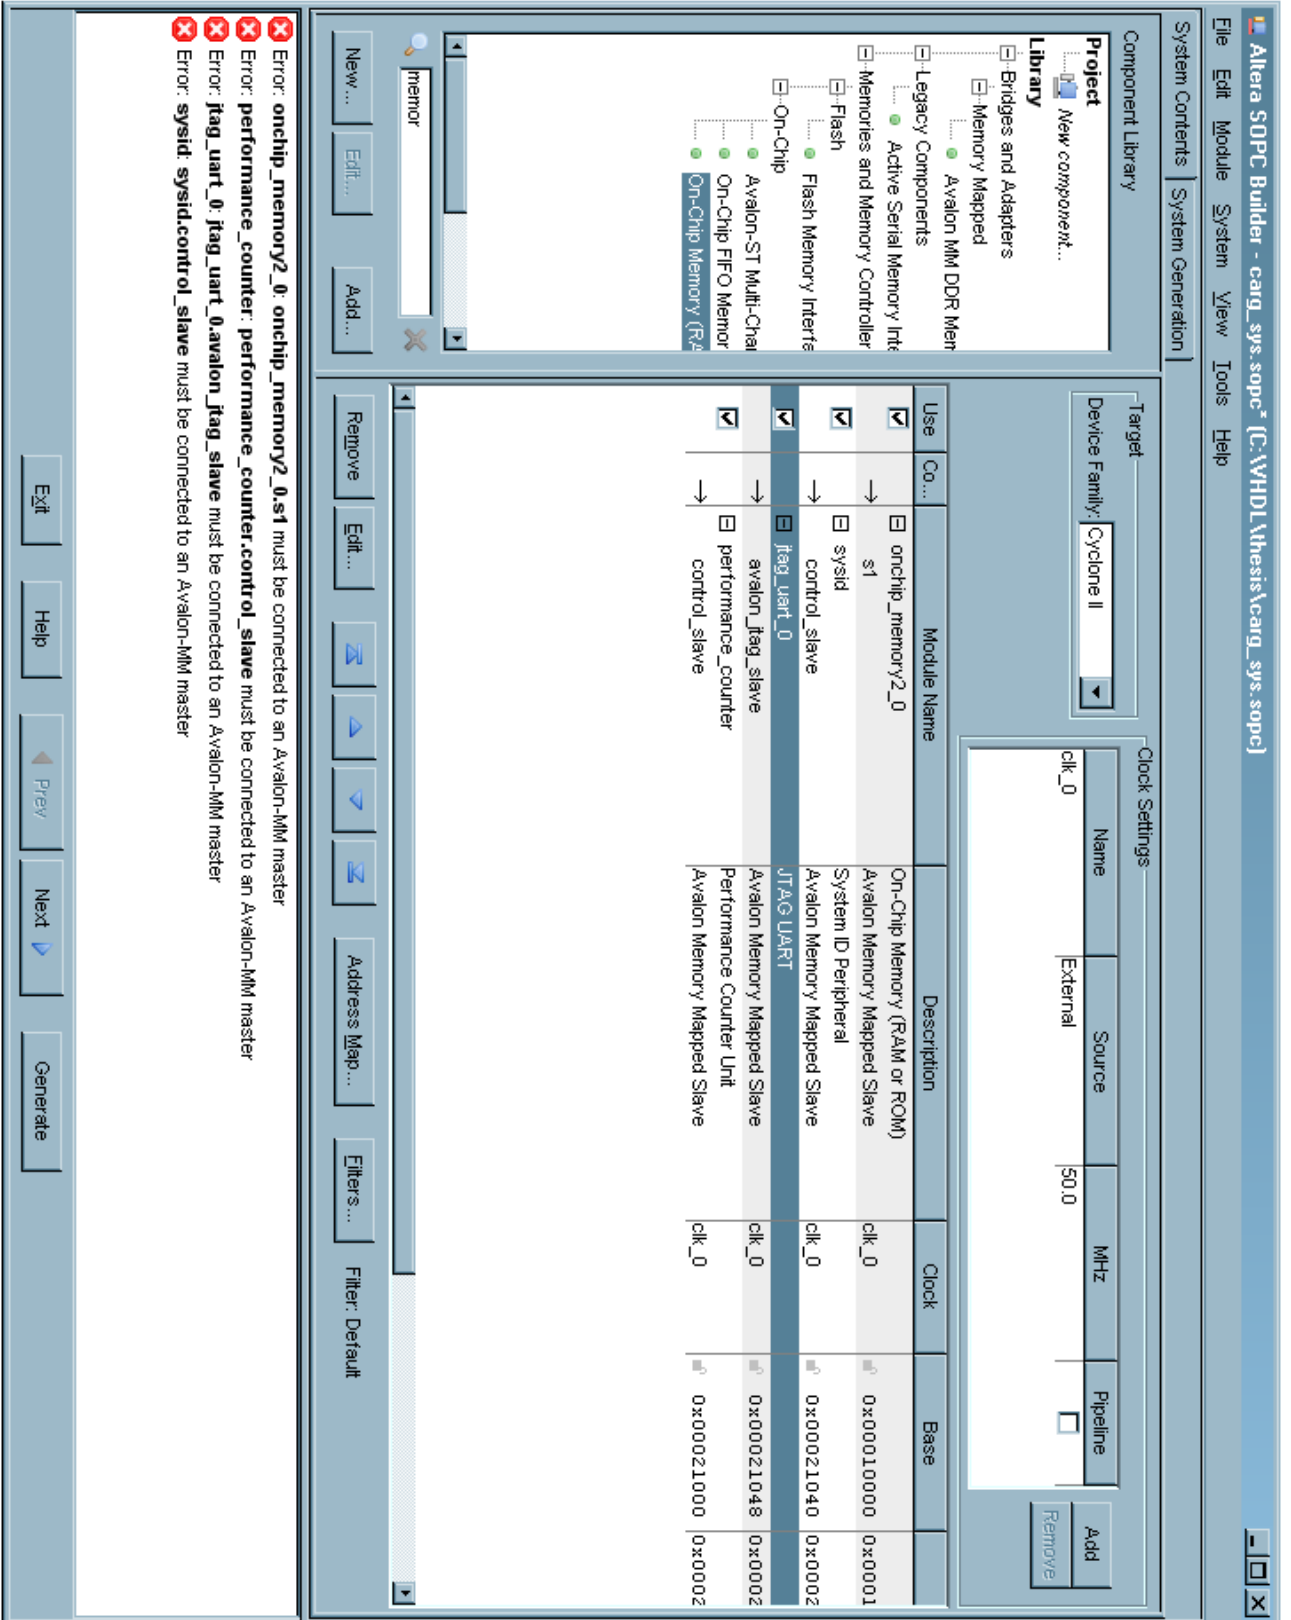 Altera SOPC Builder - carg_sys.sopc* (C:\VHDL\thesis\carg_sys.sopc)
File Edit Module System View Tools Help
System Contents System Generation
Component Library
Project
New component...
Library
Bridges and Adapters
Memory Mapped
Avalon MM DDR Mem
Legacy Components
Active Serial Memory Inte
Memories and Memory Controller
Flash
Flash Memory Interfa
On-Chip
Avalon-ST Multi-Chan
On-Chip FIFO Memor
On-Chip Memory (RA
memor
New... Edit... Add...
Target
Device Family: Cyclone II
Clock Settings
Name Source MHz Pipeline
clk_0 External 50.0
Add
Remove
Use Co... Module Name Description Clock Base
onchip_memory2_0 On-Chip Memory (RAM or ROM)
s1 Avalon Memory Mapped Slave clk_0 0x00010000 0x0001
sysid System ID Peripheral
control_slave Avalon Memory Mapped Slave clk_0 0x00021040 0x0002
jtag_uart_0 JTAG UART
avalon_jtag_slave Avalon Memory Mapped Slave clk_0 0x00021048 0x0002
performance_counter Performance Counter Unit
control_slave Avalon Memory Mapped Slave clk_0 0x00021000 0x0002
Remove Edit... Address Map... Filters... Filter: Default
Error: onchip_memory2_0: onchip_memory2_0.s1 must be connected to an Avalon-MM master
Error: performance_counter: performance_counter.control_slave must be connected to an Avalon-MM master
Error: jtag_uart_0: jtag_uart_0.avalon_jtag_slave must be connected to an Avalon-MM master
Error: sysid: sysid.control_slave must be connected to an Avalon-MM master
Exit Help Prev Next Generate